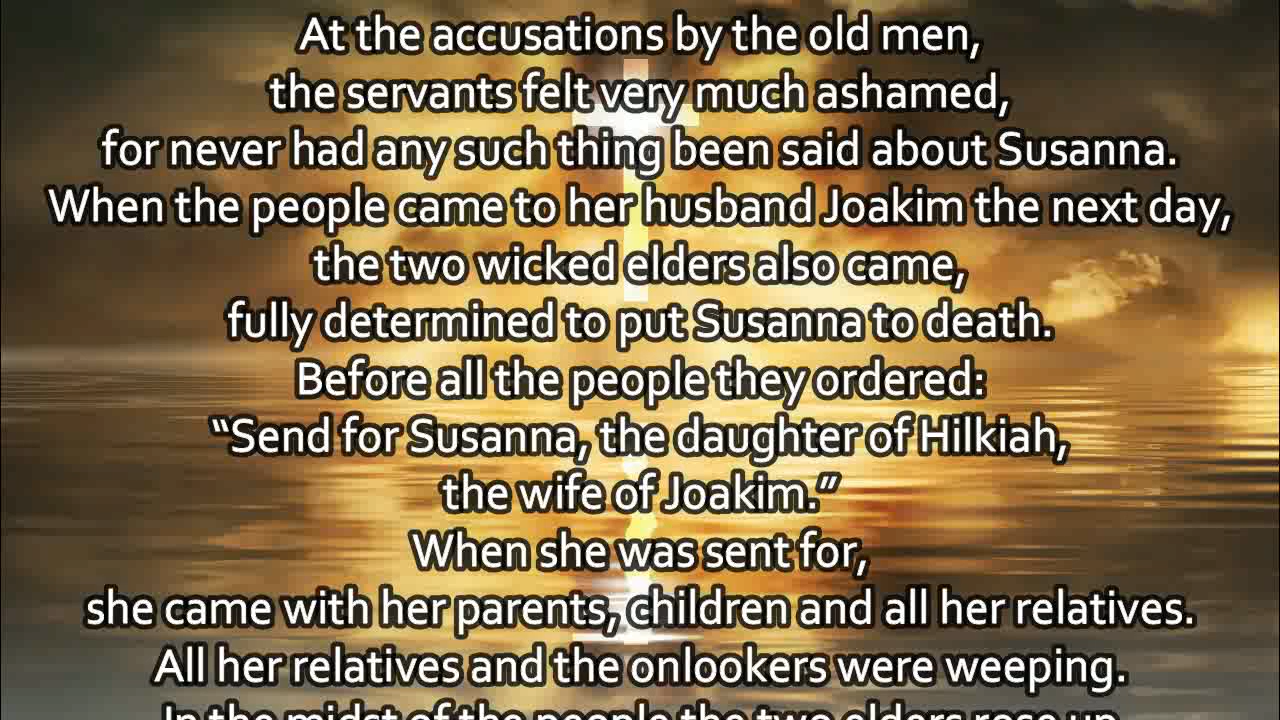 At the accusations by the old men,
the servants felt very much ashamed,
for never had any such thing been said about Susanna.
When the people came to her husband Joakim the next day,
the two wicked elders also came,
fully determined to put Susanna to death.
Before all the people they ordered:
“Send for Susanna, the daughter of Hilkiah,
the wife of Joakim.”
When she was sent for,
she came with her parents, children and all her relatives.
All her relatives and the onlookers were weeping.
In the midst of the people the two elders rose up